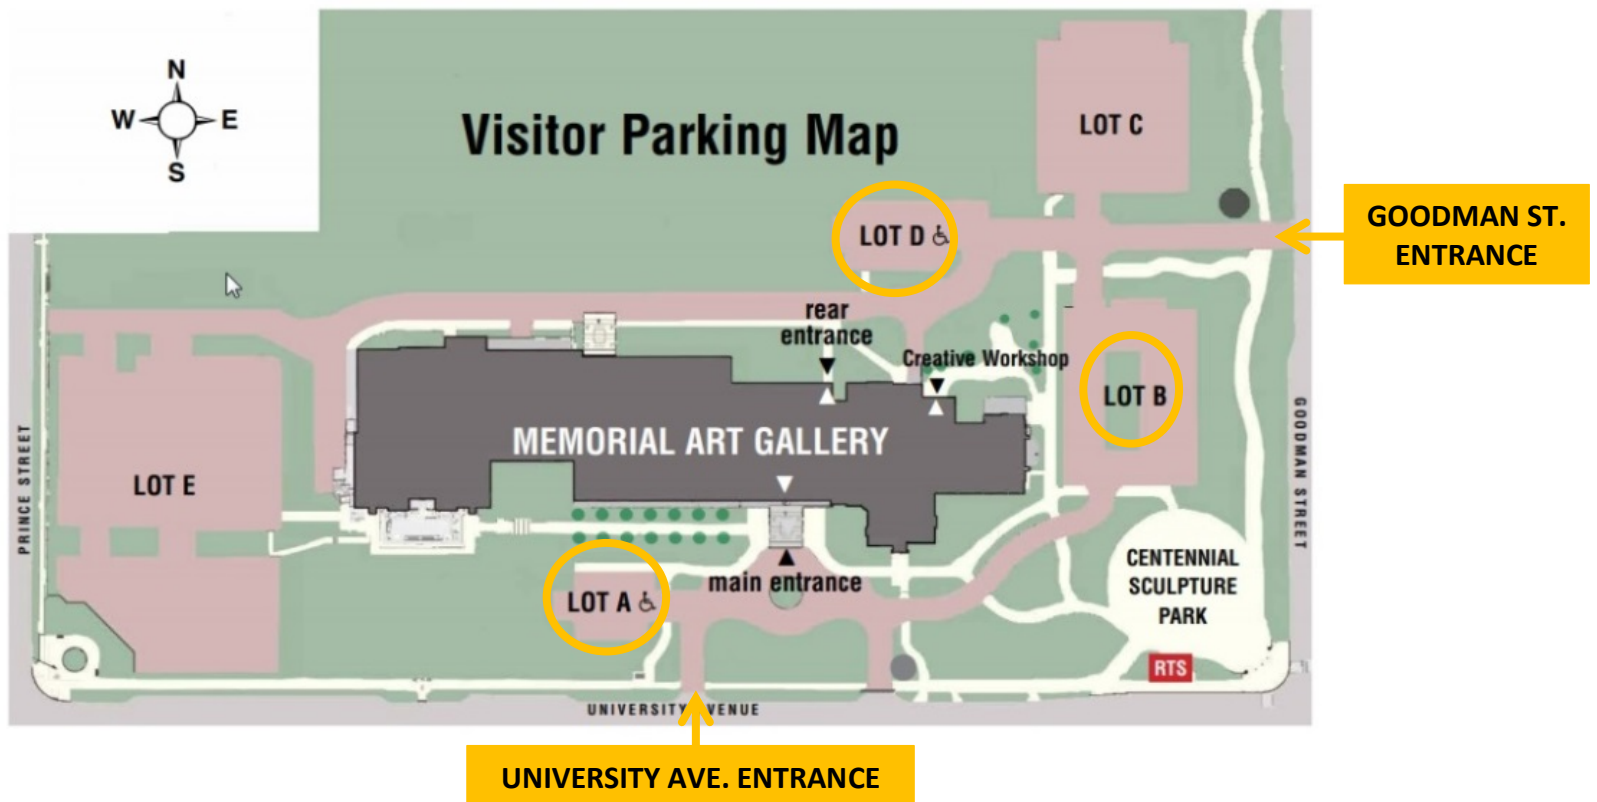 N
W E
S
Visitor Parking Map
LOT C
GOODMAN ST.
ENTRANCE
LOT D
rear
entrance
Creative Workshop
LOT B
MEMORIAL ART GALLERY
LOT E
PRINCE STREET
GOODMAN STREET
CENTENNIAL
SCULPTURE
PARK
main entrance
LOT A
RTS
UNIVERSITY AVENUE
UNIVERSITY AVE. ENTRANCE